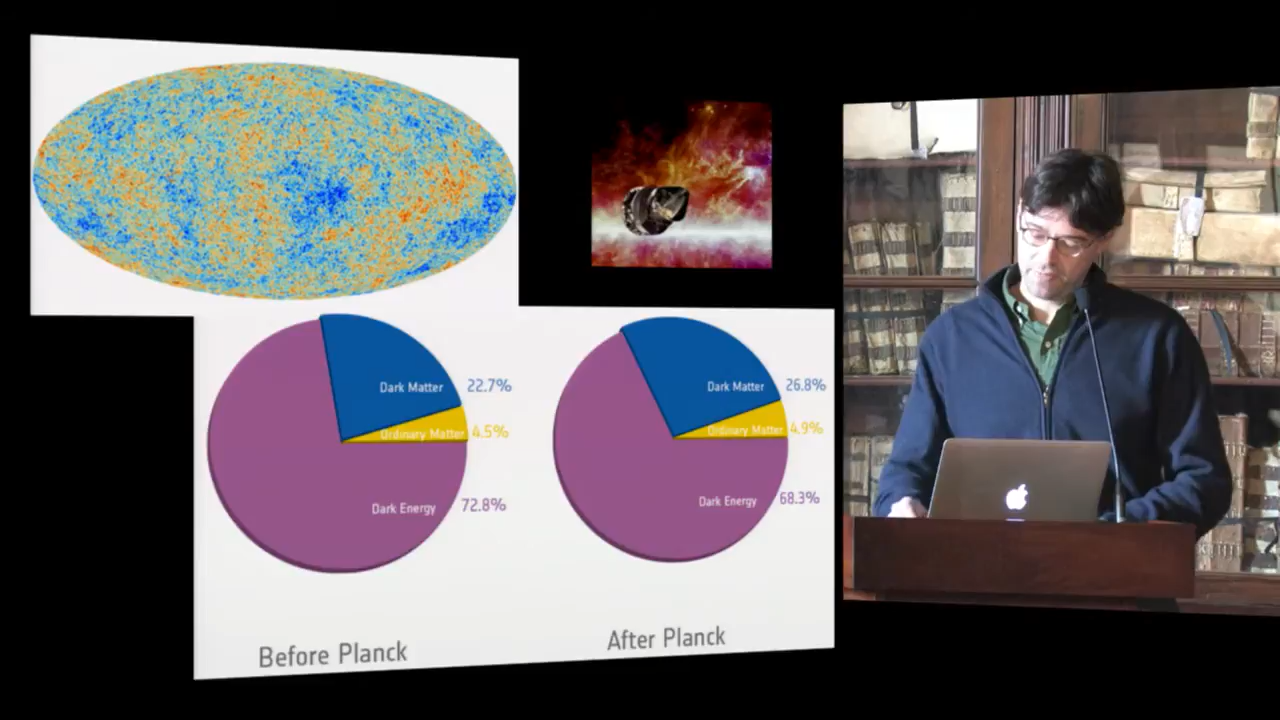 Dark Matter 22.7%
Ordinary Matter 4.5%
Dark Energy 72.8%
Before Planck
Dark Matter 26.8%
Ordinary Matter 4.9%
Dark Energy 68.3%
After Planck